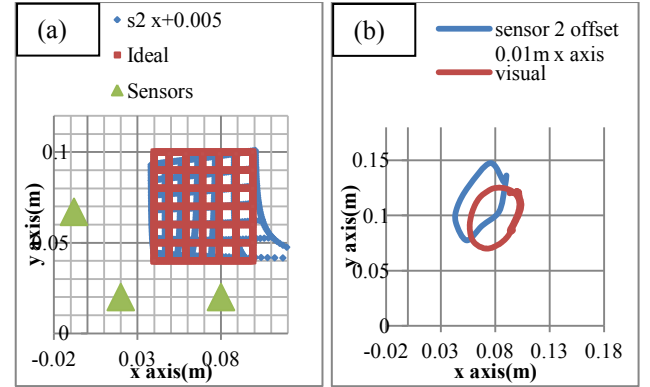 (a)
s2 x+0.005
Ideal
Sensors
0.1
0.05
0
-0.02
0.03
0.08
y axis(m)
x axis(m)
(b)
sensor 2 offset
0.01m x axis
visual
0.15
0.1
0.05
0
-0.02
0.03
0.08
0.13
0.18
y axis(m)
x axis(m)